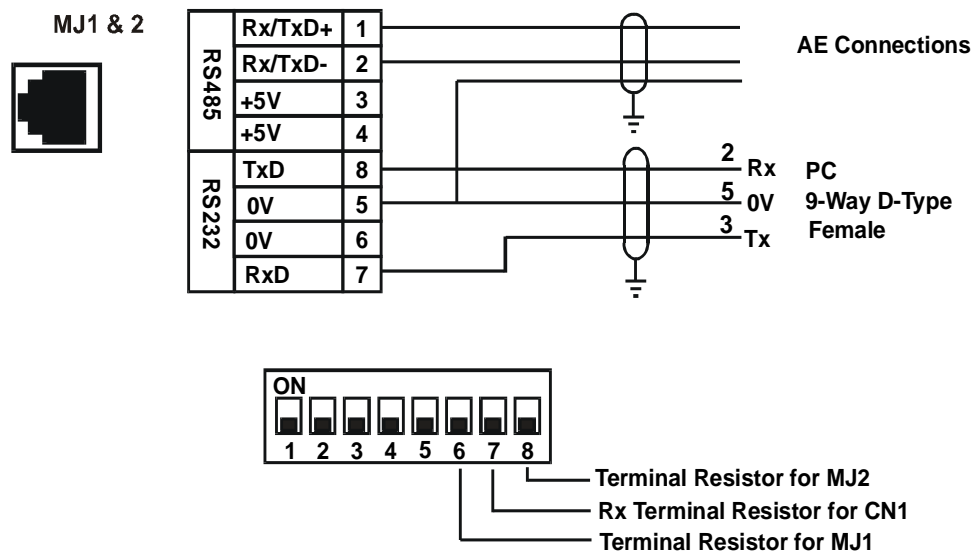 MJ1 & 2
RS485
Rx/TxD+ 1
Rx/TxD- 2
+5V 3
+5V 4
RS232
TxD 8
0V 5
0V 6
RxD 7
AE Connections
2 Rx
5 0V
3 Tx
PC
9-Way D-Type
Female
ON
1 2 3 4 5 6 7 8
Terminal Resistor for MJ2
Rx Terminal Resistor for CN1
Terminal Resistor for MJ1